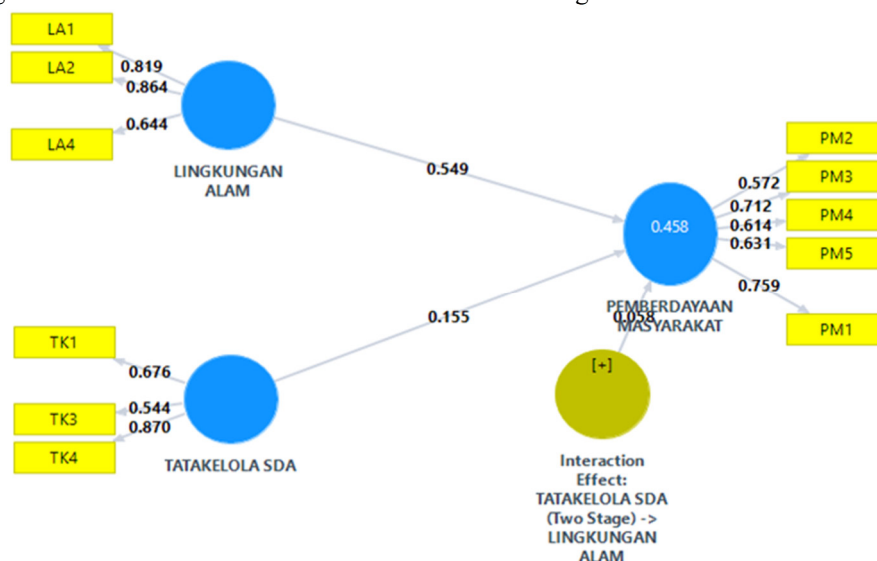 LA1
LA2
LA4
0.819
0.864
0.644
LINGKUNGAN
ALAM
0.549
PM2
PM3
PM4
PM5
PM1
0.572
0.712
0.614
0.631
0.759
0.458
PEMBERDAYAAN
MASYARAKAT
0.058
0.155
TK1
TK3
TK4
0.676
0.544
0.870
TATAKELOLA SDA
[+]
Interaction
Effect:
TATAKELOLA SDA
(Two Stage) ->
LINGKUNGAN
ALAM